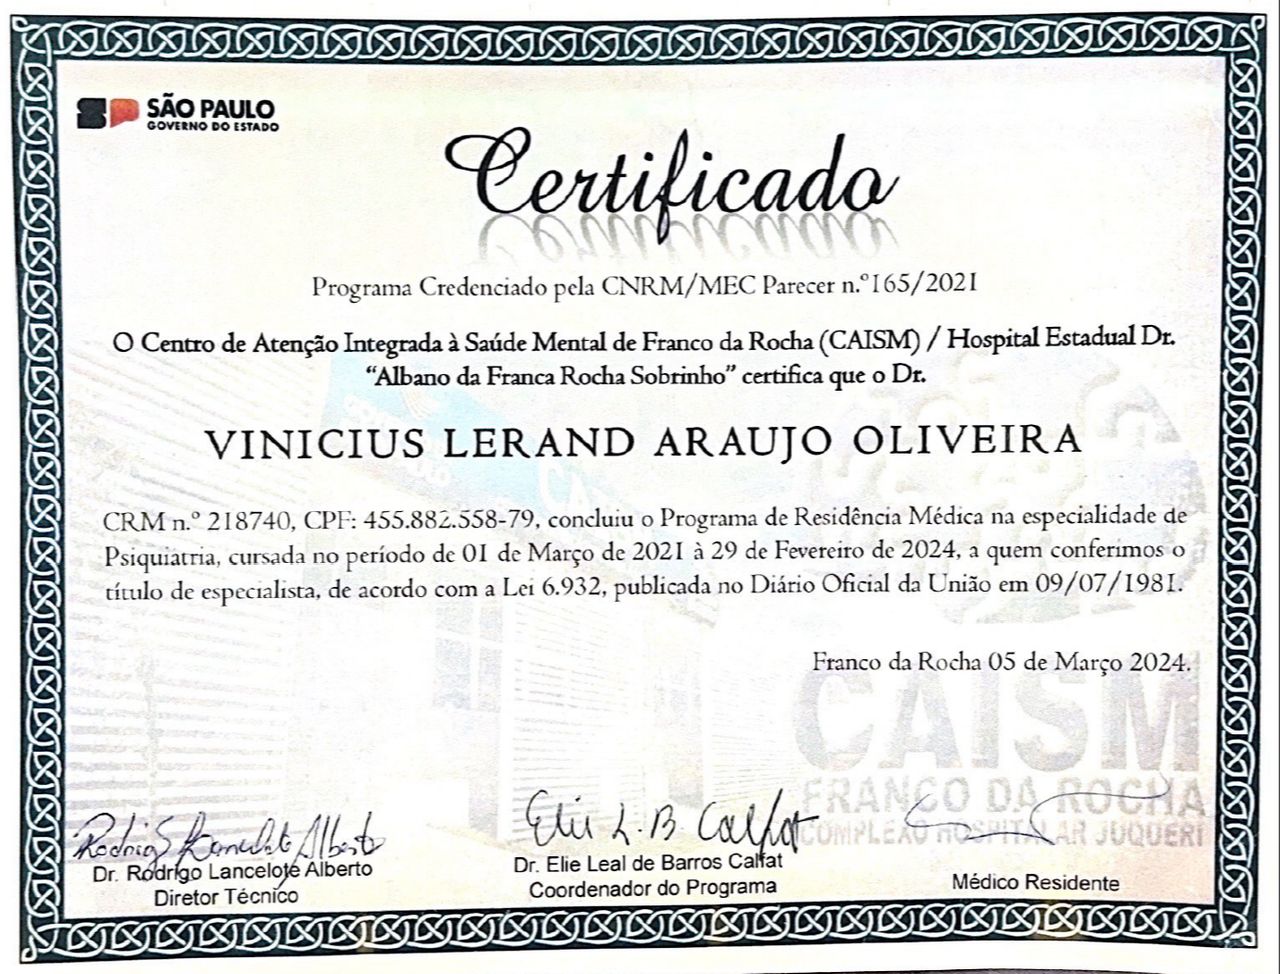 SÃO PAULO
GOVERNO DO ESTADO
Certificado
Programa Credenciado pela CNRM/MEC Parecer n.º165/2021
O Centro de Atenção Integrada à Saúde Mental de Franco da Rocha (CAISM) / Hospital Estadual Dr.
“Albano da Franca Rocha Sobrinho” certifica que o Dr.
VINICIUS LERAND ARAUJO OLIVEIRA
CRM n.º 218740, CPF: 455.882.558-79, concluiu o Programa de Residência Médica na especialidade de
Psiquiatria, cursada no período de 01 de Março de 2021 à 29 de Fevereiro de 2024, a quem conferimos o
título de especialista, de acordo com a Lei 6.932, publicada no Diário Oficial da União em 09/07/1981.
Franco da Rocha 05 de Março 2024.
CAISM
FRANCO DA ROCHA
COMPLEXO HOSPITALAR JUQUERI
Rodrigo Lancelote Alberto
Dr. Rodrigo Lancelote Alberto
Diretor Técnico
Elie L. B. Calfat
Dr. Elie Leal de Barros Calfat
Coordenador do Programa
Médico Residente